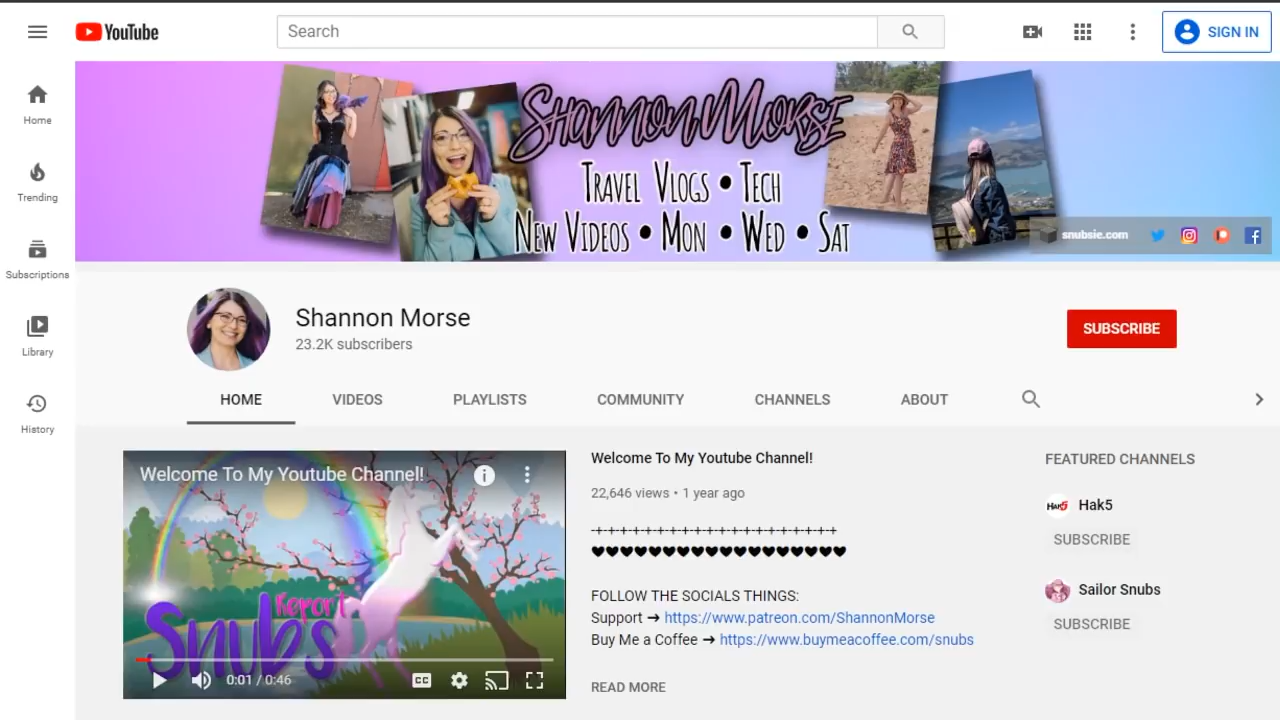 YouTube
Search
SIGN IN
Home
Trending
Subscriptions
Library
History
Shannon Morse
Travel Vlogs • Tech
New Videos • Mon • Wed • Sat
snubsie.com
Shannon Morse
23.2K subscribers
SUBSCRIBE
HOME
VIDEOS
PLAYLISTS
COMMUNITY
CHANNELS
ABOUT
Welcome To My Youtube Channel!
Report
Snubs
0:01 / 0:46
CC
Welcome To My Youtube Channel!
22,646 views • 1 year ago
-+-+-+-+-+-+-+-+-+-+-+-+-+-+-+-+-+-+-+-+
♥♥♥♥♥♥♥♥♥♥♥♥♥♥♥♥♥♥
FOLLOW THE SOCIALS THINGS:
Support ➜ https://www.patreon.com/ShannonMorse
Buy Me a Coffee ➜ https://www.buymeacoffee.com/snubs
READ MORE
FEATURED CHANNELS
HAK5
Hak5
SUBSCRIBE
Sailor Snubs
SUBSCRIBE